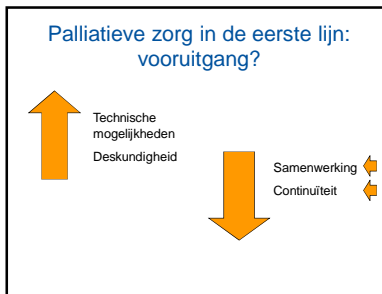 Palliatieve zorg in de eerste lijn:
vooruitgang?
Technische
mogelijkheden
Deskundigheid
Samenwerking
Continuïteit